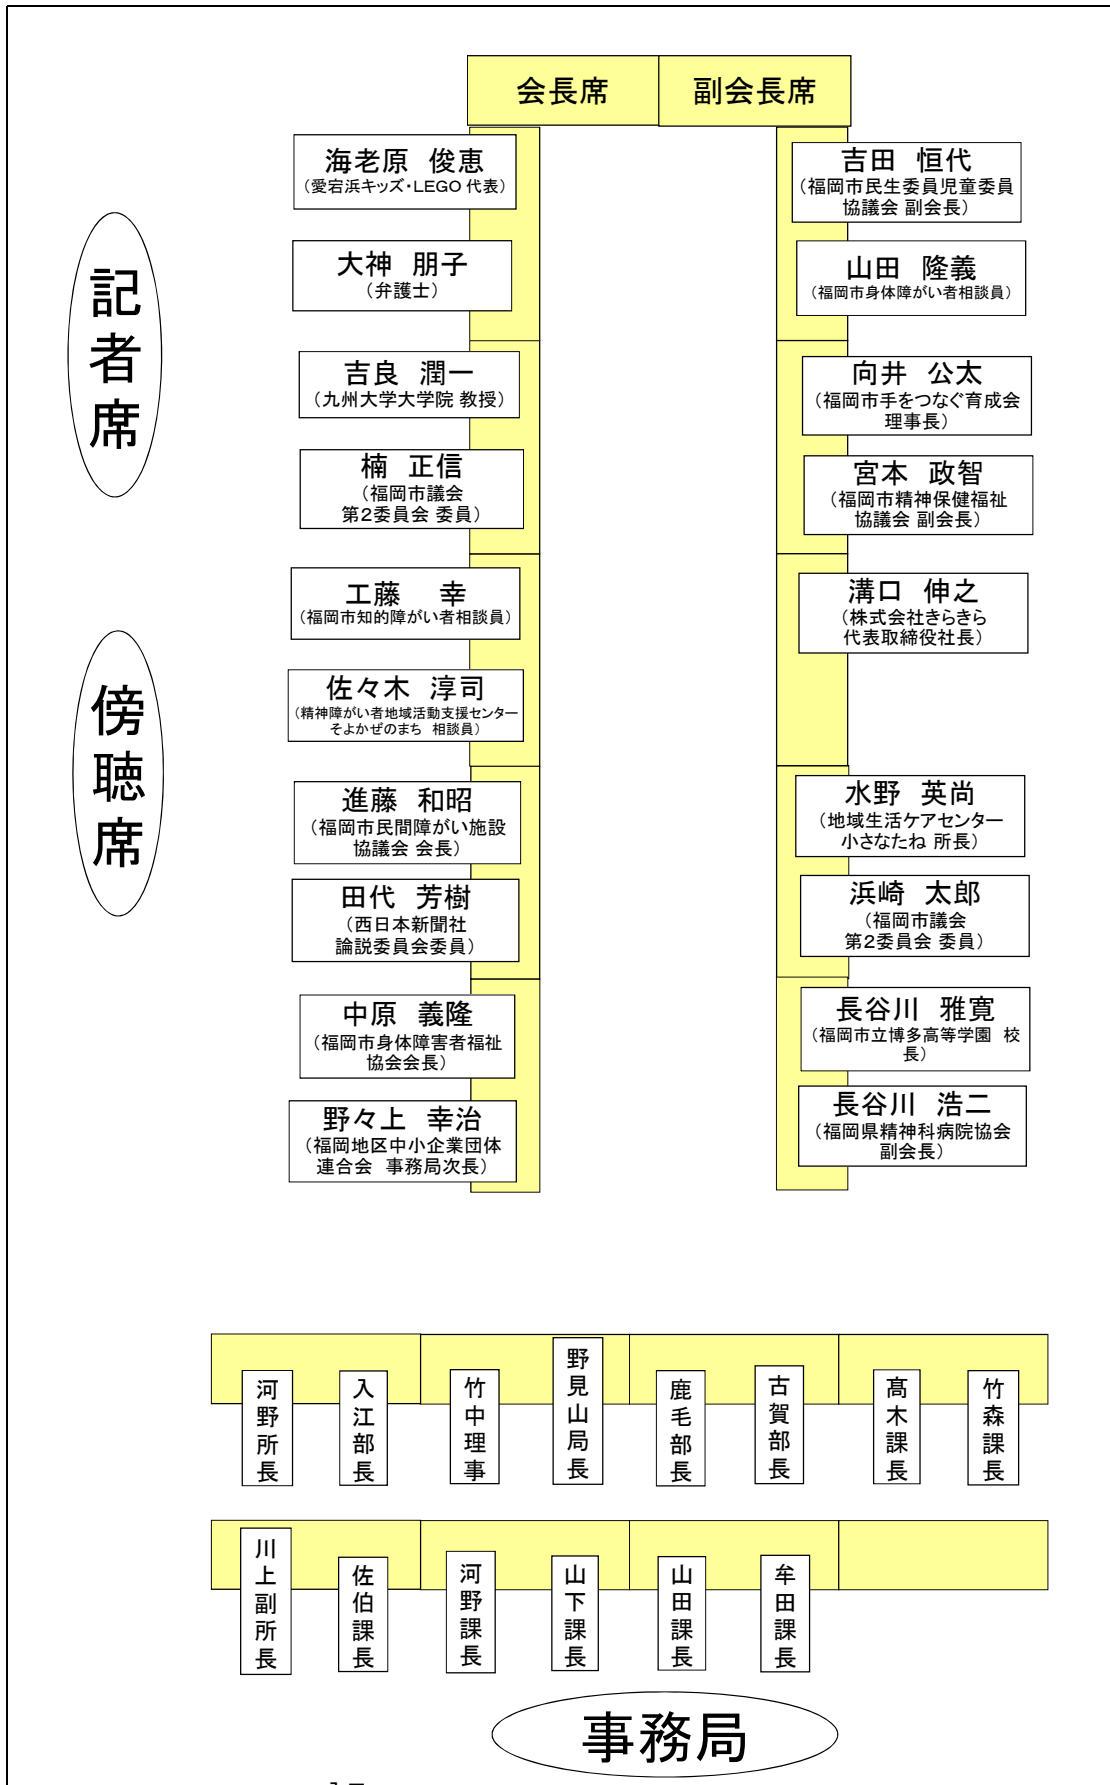 会長席
副会長席
海老原 俊恵
(愛宕浜キッズ・LEGO 代表)
大神 朋子
(弁護士)
吉良 潤一
(九州大学大学院 教授)
楠 正信
(福岡市議会
第2委員会 委員)
工藤 幸
(福岡市知的障がい者相談員)
佐々木 淳司
(精神障がい者地域活動支援センター
そよかぜのまち 相談員)
進藤 和昭
(福岡市民間障がい施設
協議会 会長)
田代 芳樹
(西日本新聞社
論説委員会委員)
中原 義隆
(福岡市身体障害者福祉
協会会長)
野々上 幸治
(福岡地区中小企業団体
連合会 事務局次長)
吉田 恒代
(福岡市民生委員児童委員
協議会 副会長)
山田 隆義
(福岡市身体障がい者相談員)
向井 公太
(福岡市手をつなぐ育成会
理事長)
宮本 政智
(福岡市精神保健福祉
協議会 副会長)
溝口 伸之
(株式会社きらきら
代表取締役社長)
水野 英尚
(地域生活ケアセンター
小さなたね 所長)
浜崎 太郎
(福岡市議会
第2委員会 委員)
長谷川 雅寛
(福岡市立博多高等学園 校
長)
長谷川 浩二
(福岡県精神科病院協会
副会長)
記者席
傍聴席
河野所長
入江部長
竹中理事
野見山局長
鹿毛部長
古賀部長
髙木課長
竹森課長
川上副所長
佐伯課長
河野課長
山下課長
山田課長
牟田課長
事務局